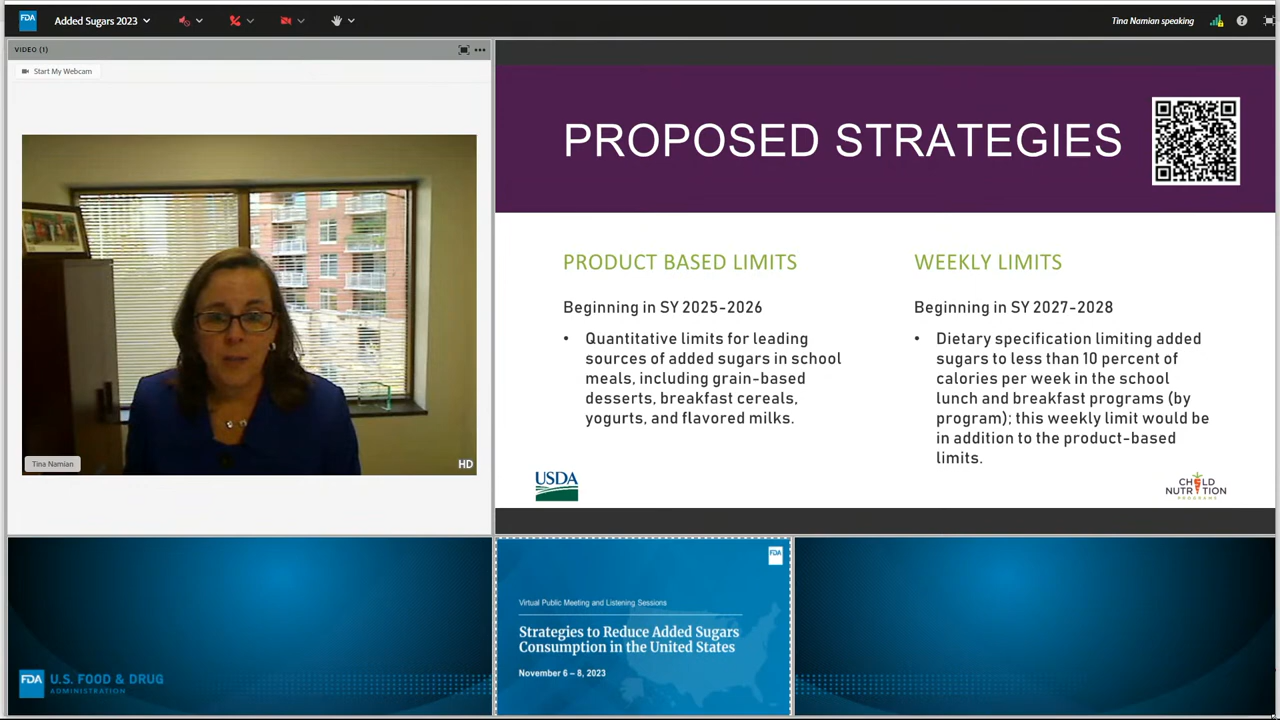 FDA
Added Sugars 2023
Tina Namian speaking
VIDEO (1)
Start My Webcam
Tina Namian
HD
PROPOSED STRATEGIES
PRODUCT BASED LIMITS
Beginning in SY 2025-2026
• Quantitative limits for leading
sources of added sugars in school
meals, including grain-based
desserts, breakfast cereals,
yogurts, and flavored milks.
WEEKLY LIMITS
Beginning in SY 2027-2028
• Dietary specification limiting added
sugars to less than 10 percent of
calories per week in the school
lunch and breakfast programs (by
program); this weekly limit would be
in addition to the product-based
limits.
USDA
CHILD
NUTRITION
PROGRAMS
FDA
Virtual Public Meeting and Listening Sessions
Strategies to Reduce Added Sugars
Consumption in the United States
November 6 – 8, 2023
FDA
U.S. FOOD & DRUG
ADMINISTRATION